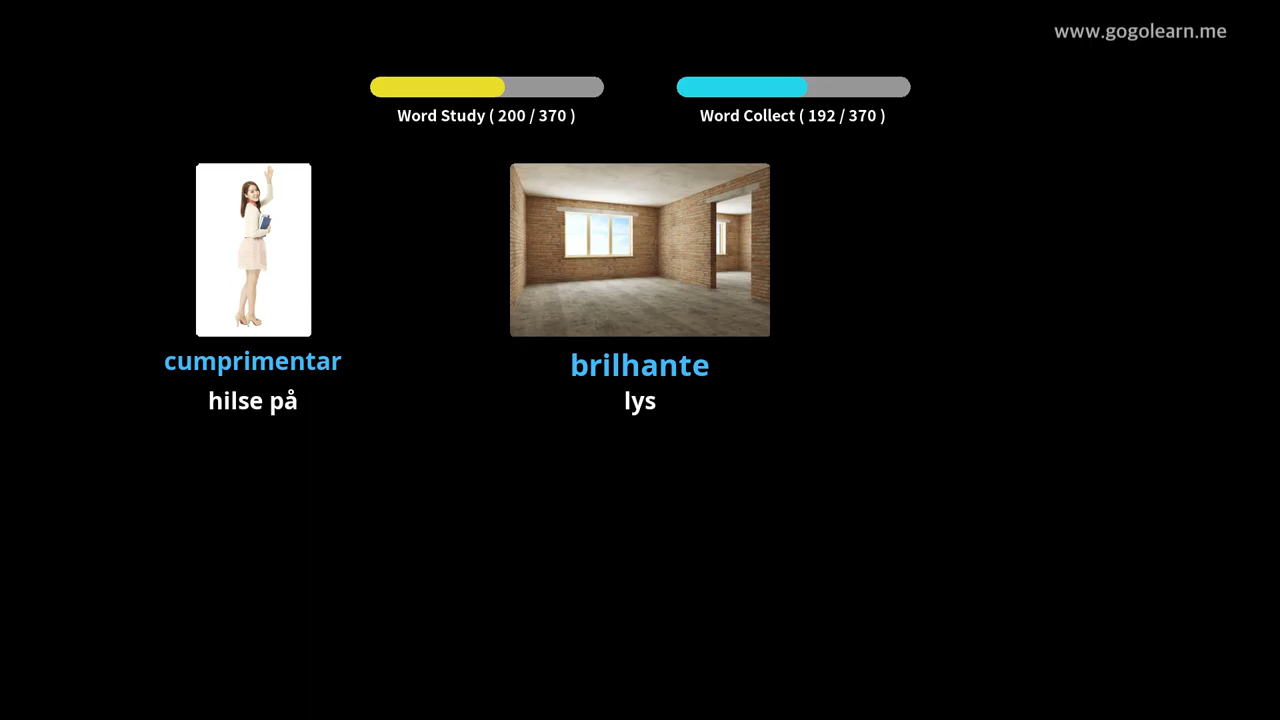 www.gogolearn.me
Word Study ( 200 / 370 )
Word Collect ( 192 / 370 )
cumprimentar
hilse på
brilhante
lys